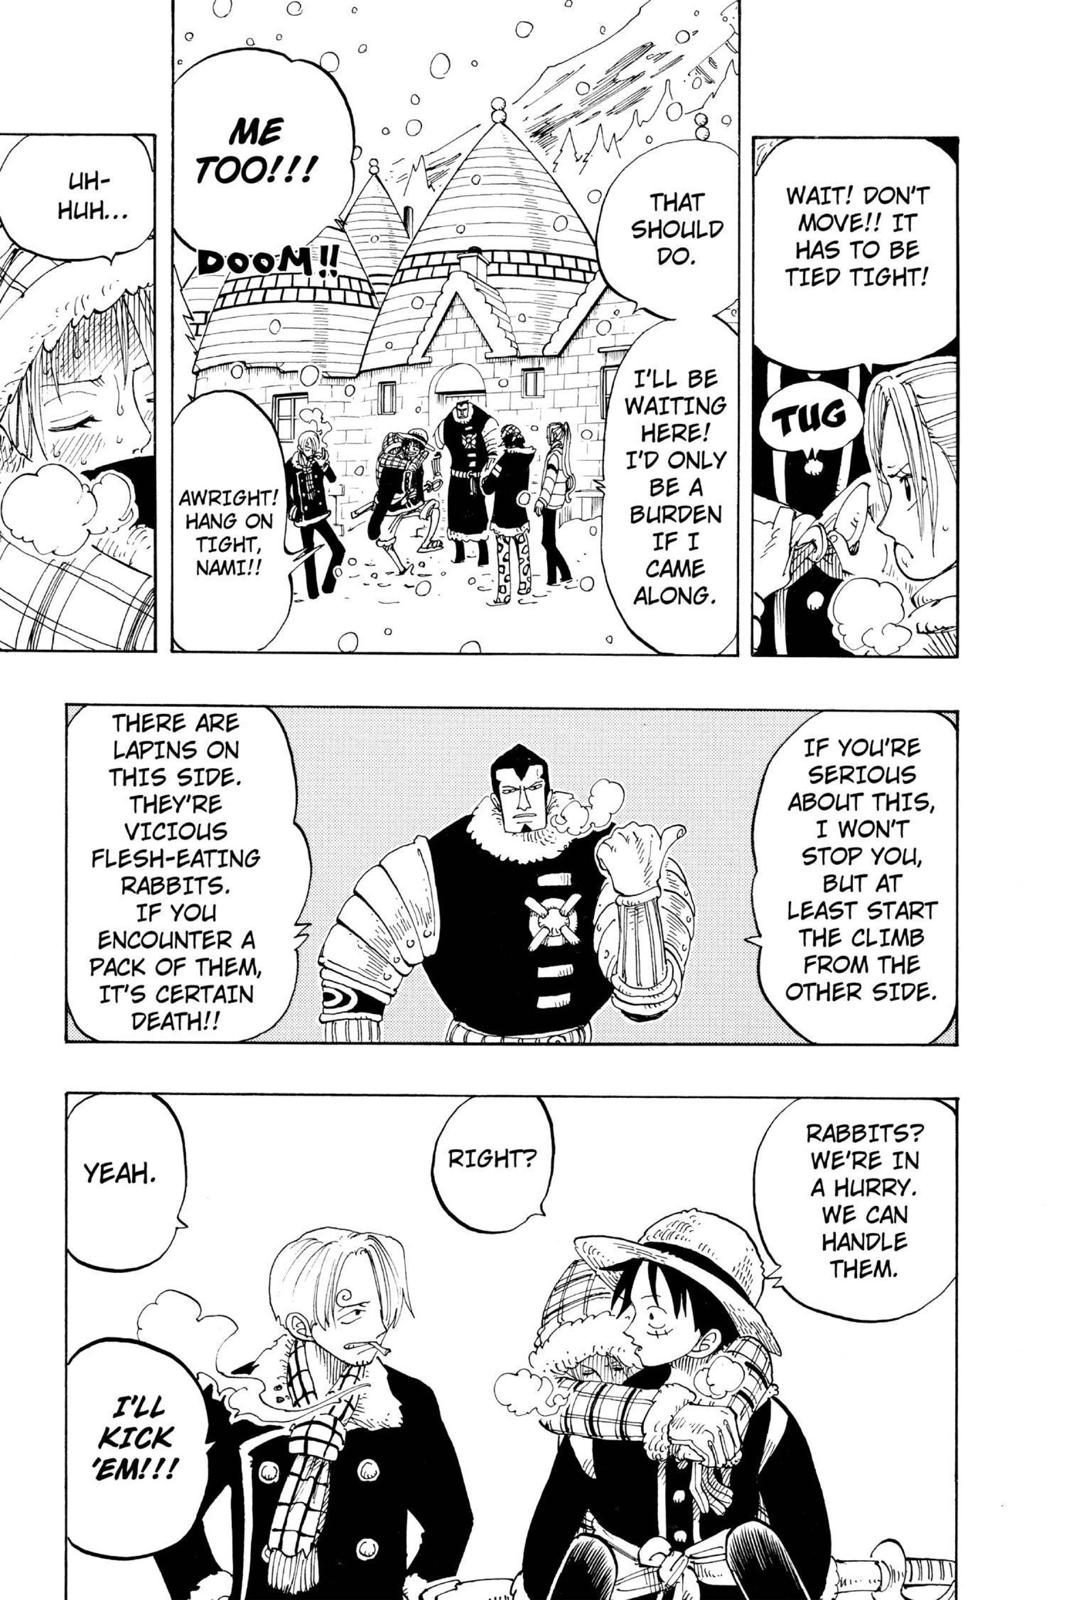 WAIT! DON'T
MOVE!! IT
HAS TO BE
TIED TIGHT!
TUG
THAT
SHOULD
DO.
I'LL BE
WAITING
HERE!
I'D ONLY
BE A
BURDEN
IF I
CAME
ALONG.
ME
TOO!!!
DOOM!!
AWRIGHT!
HANG ON
TIGHT,
NAMI!!
UH-
HUH...
IF YOU'RE
SERIOUS
ABOUT THIS,
I WON'T
STOP YOU,
BUT AT
LEAST START
THE CLIMB
FROM THE
OTHER SIDE.
THERE ARE
LAPINS ON
THIS SIDE.
THEY'RE
VICIOUS
FLESH-EATING
RABBITS.
IF YOU
ENCOUNTER A
PACK OF THEM,
IT'S CERTAIN
DEATH!!
RABBITS?
WE'RE IN
A HURRY.
WE CAN
HANDLE
THEM.
RIGHT?
YEAH.
I'LL
KICK
'EM!!!